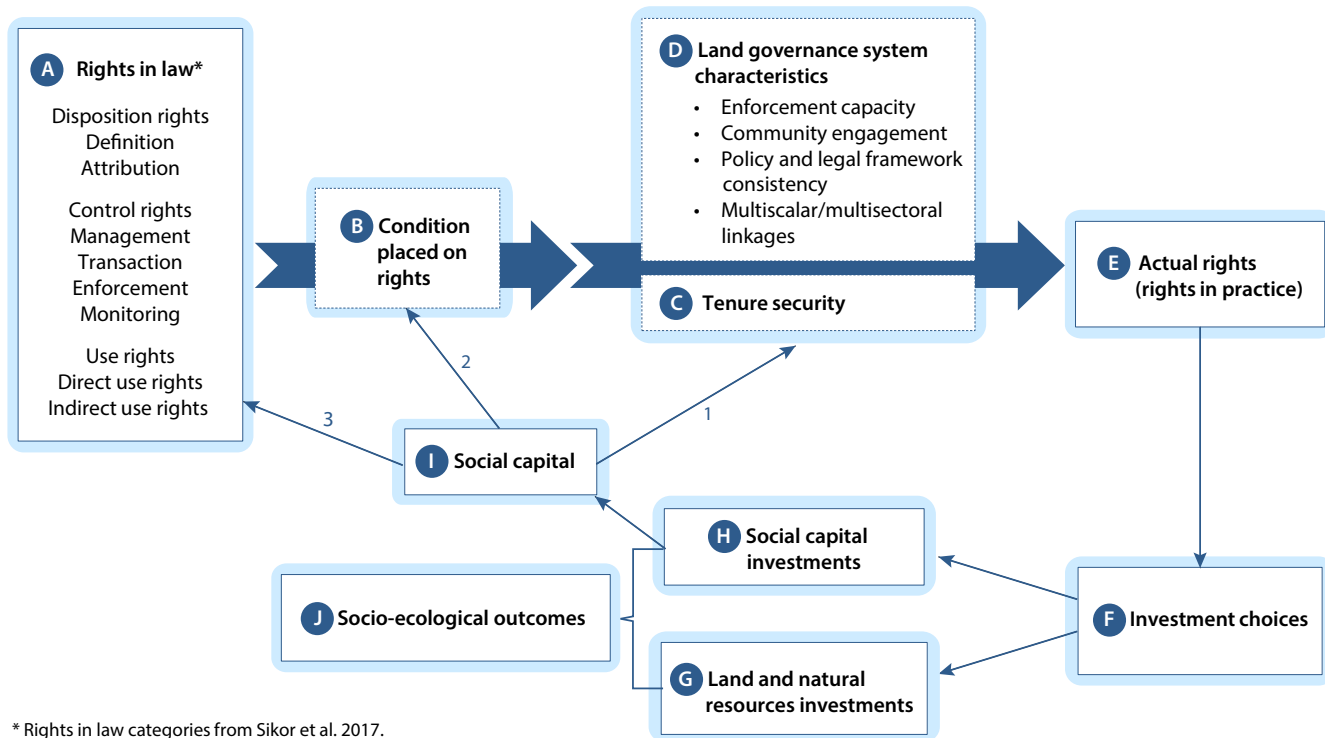 A Rights in law*
Disposition rights
Definition
Attribution
Control rights
Management
Transaction
Enforcement
Monitoring
Use rights
Direct use rights
Indirect use rights
B Condition
placed on
rights
D Land governance system
characteristics
• Enforcement capacity
• Community engagement
• Policy and legal framework
consistency
• Multiscalar/multisectoral
linkages
C Tenure security
E Actual rights
(rights in practice)
2
1
3
I Social capital
H Social capital
investments
J Socio-ecological outcomes
F Investment choices
G Land and natural
resources investments
* Rights in law categories from Sikor et al. 2017.